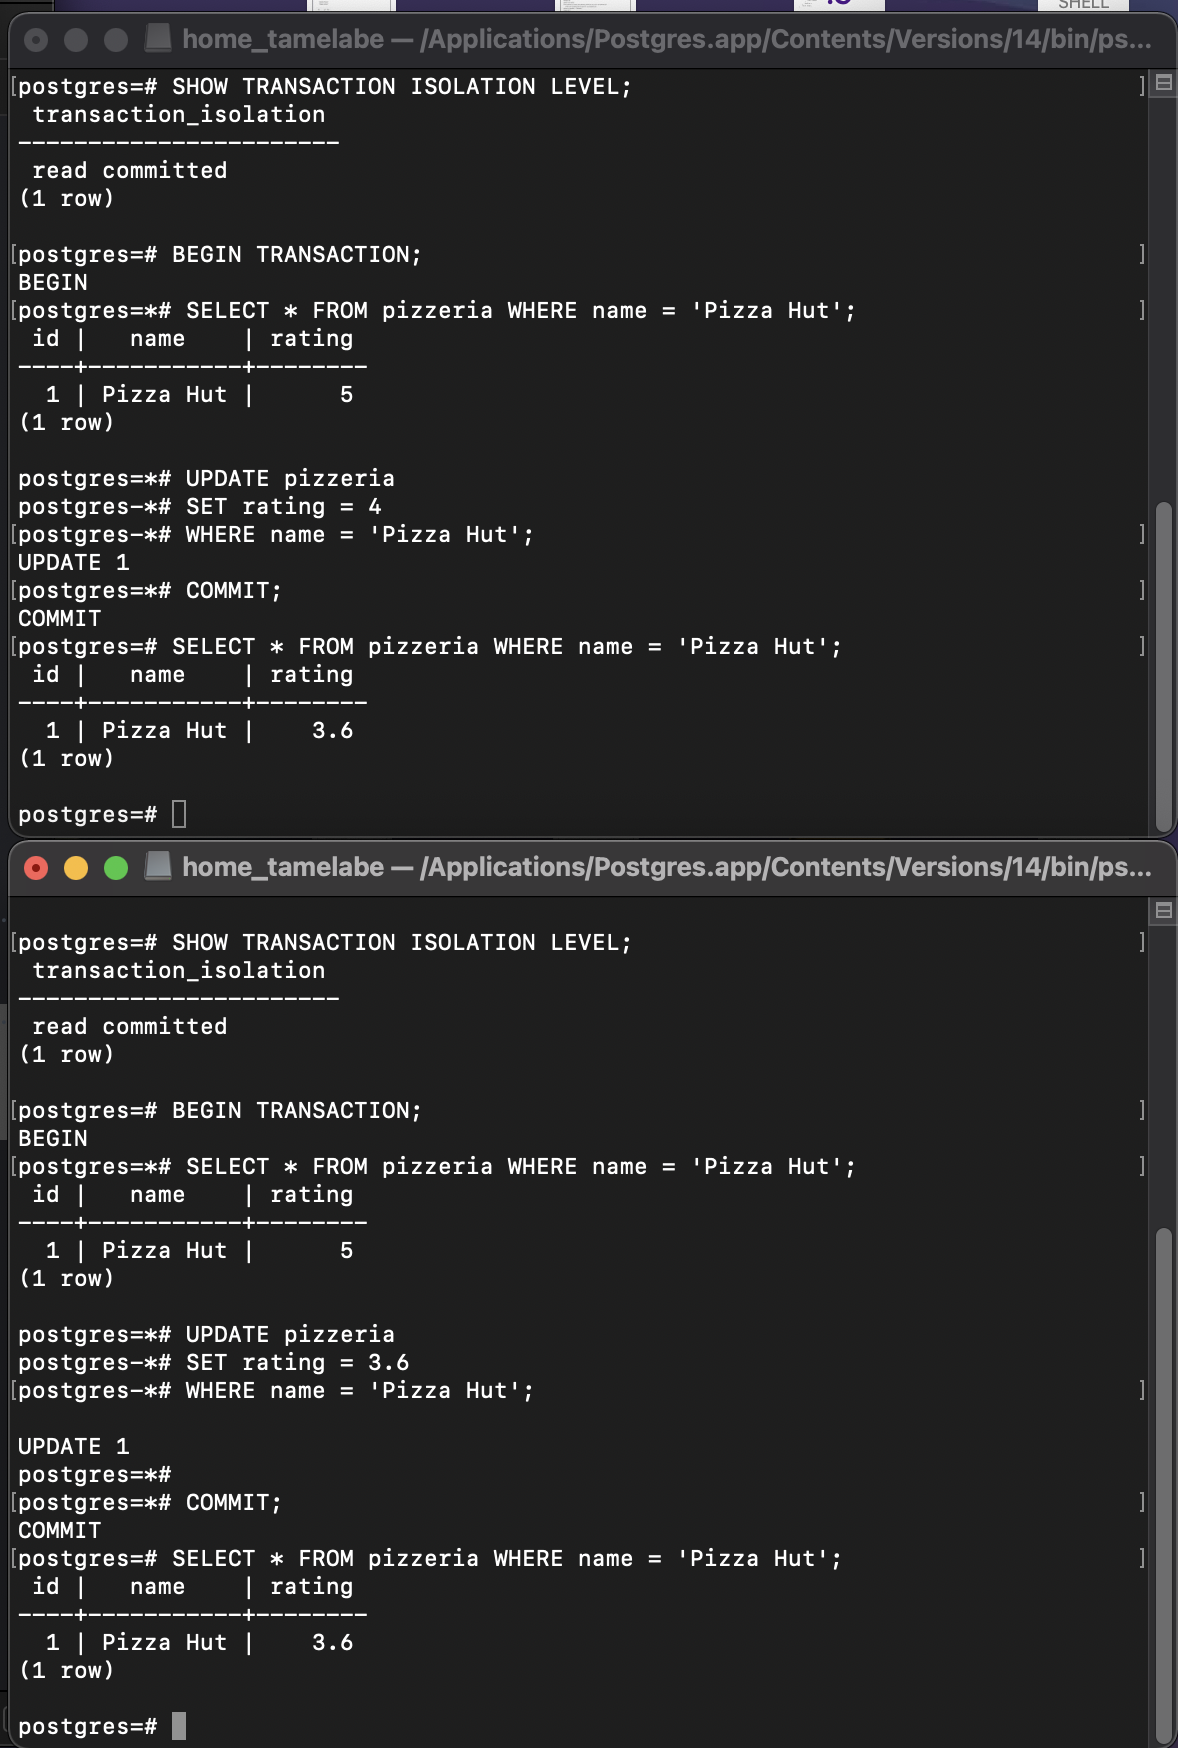 SHELL
home_tamelabe — /Applications/Postgres.app/Contents/Versions/14/bin/ps...
[postgres=# SHOW TRANSACTION ISOLATION LEVEL; ]
 transaction_isolation
-----------------------
 read committed
(1 row)

[postgres=# BEGIN TRANSACTION; ]
BEGIN
[postgres=*# SELECT * FROM pizzeria WHERE name = 'Pizza Hut'; ]
 id |   name    | rating
----+-----------+--------
  1 | Pizza Hut |      5
(1 row)

postgres=*# UPDATE pizzeria
postgres-*# SET rating = 4
[postgres-*# WHERE name = 'Pizza Hut'; ]
UPDATE 1
[postgres=*# COMMIT; ]
COMMIT
[postgres=# SELECT * FROM pizzeria WHERE name = 'Pizza Hut'; ]
 id |   name    | rating
----+-----------+--------
  1 | Pizza Hut |    3.6
(1 row)

postgres=#
home_tamelabe — /Applications/Postgres.app/Contents/Versions/14/bin/ps...
[postgres=# SHOW TRANSACTION ISOLATION LEVEL; ]
 transaction_isolation
-----------------------
 read committed
(1 row)

[postgres=# BEGIN TRANSACTION; ]
BEGIN
[postgres=*# SELECT * FROM pizzeria WHERE name = 'Pizza Hut'; ]
 id |   name    | rating
----+-----------+--------
  1 | Pizza Hut |      5
(1 row)

postgres=*# UPDATE pizzeria
postgres-*# SET rating = 3.6
[postgres-*# WHERE name = 'Pizza Hut'; ]

UPDATE 1
postgres=*#
[postgres=*# COMMIT; ]
COMMIT
[postgres=# SELECT * FROM pizzeria WHERE name = 'Pizza Hut'; ]
 id |   name    | rating
----+-----------+--------
  1 | Pizza Hut |    3.6
(1 row)

postgres=#